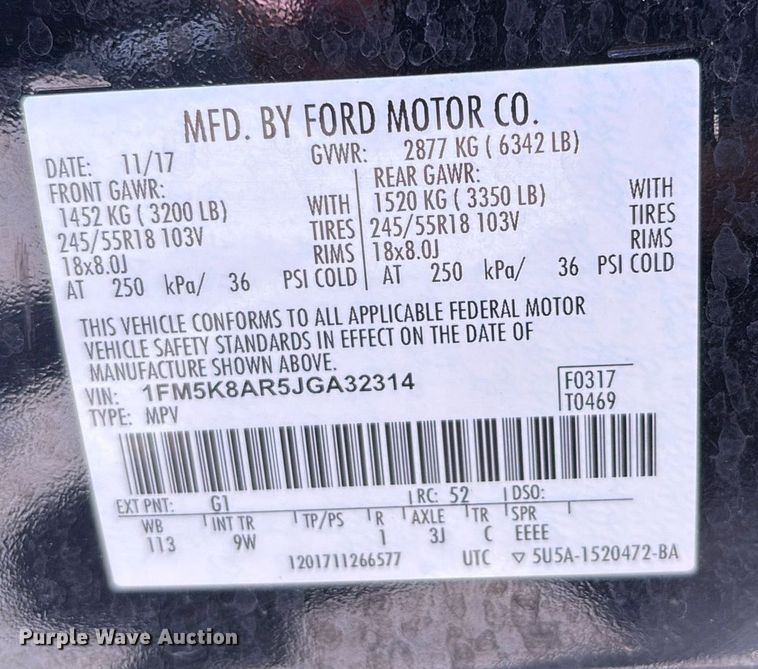 MFD. BY FORD MOTOR CO.
DATE: 11/17 GVWR: 2877 KG ( 6342 LB)
FRONT GAWR: REAR GAWR:
1452 KG ( 3200 LB) WITH 1520 KG ( 3350 LB) WITH
245/55R18 103V TIRES 245/55R18 103V TIRES
18x8.0J RIMS 18x8.0J RIMS
AT 250 kPa/ 36 PSI COLD AT 250 kPa/ 36 PSI COLD
THIS VEHICLE CONFORMS TO ALL APPLICABLE FEDERAL MOTOR
VEHICLE SAFETY STANDARDS IN EFFECT ON THE DATE OF
MANUFACTURE SHOWN ABOVE.
VIN: 1FM5K8AR5JGA32314 F0317
TYPE: MPV T0469
EXT PNT: G1 RC: 52 DSO:
WB INT TR TP/PS R AXLE TR SPR
113 9W 1 3J C EEEE
1201711266577 UTC ▽ 5U5A-1520472-BA
Purple Wave Auction